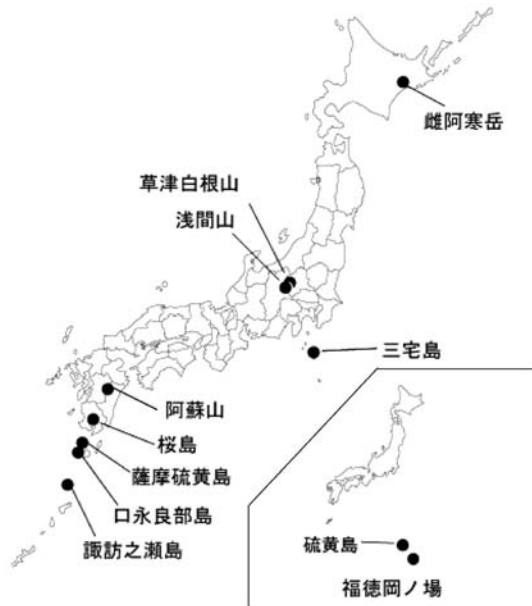 雌阿寒岳
草津白根山
浅間山
三宅島
阿蘇山
桜島
薩摩硫黄島
口永良部島
諏訪之瀬島
硫黄島
福徳岡ノ場